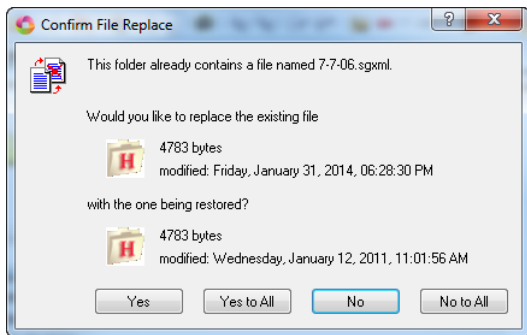 Confirm File Replace
?
X
This folder already contains a file named 7-7-06.sgxml.
Would you like to replace the existing file
H
4783 bytes
modified: Friday, January 31, 2014, 06:28:30 PM
with the one being restored?
H
4783 bytes
modified: Wednesday, January 12, 2011, 11:01:56 AM
Yes
Yes to All
No
No to All